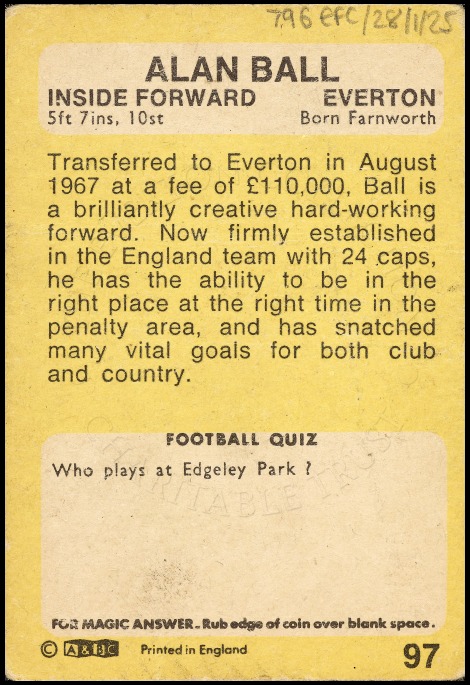 796 EFC/28/1/25
ALAN BALL
INSIDE FORWARD EVERTON
5ft 7ins, 10st Born Farnworth
Transferred to Everton in August
1967 at a fee of £110,000, Ball is
a brilliantly creative hard-working
forward. Now firmly established
in the England team with 24 caps,
he has the ability to be in the
right place at the right time in the
penalty area, and has snatched
many vital goals for both club
and country.
FOOTBALL QUIZ
Who plays at Edgeley Park ?
CHARITABLE TRUST
FOR MAGIC ANSWER. Rub edge of coin over blank space.
© A&BC Printed in England 97